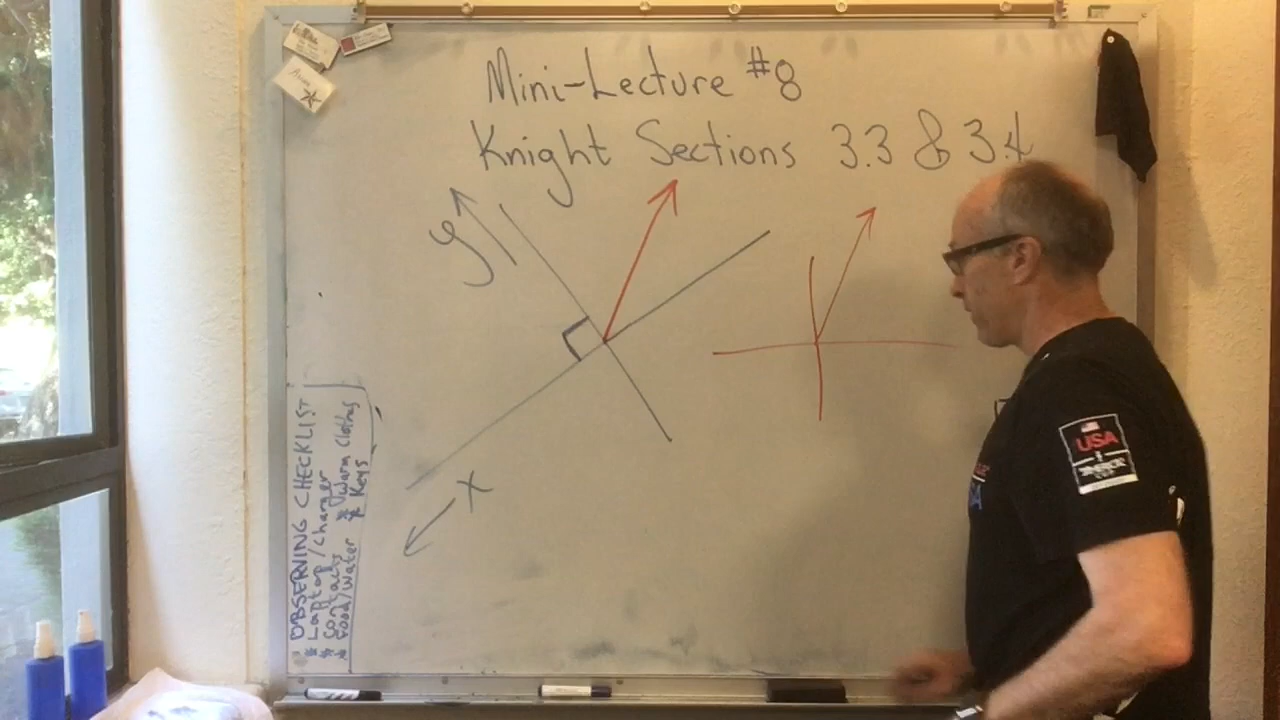 Mini-Lecture #8
Knight Sections 3.3 & 3.4
y
x
OBSERVING CHECKLIST
* Laptop/charger
* Contacts * Warm Clothes
* Food/Water * Keys
USA